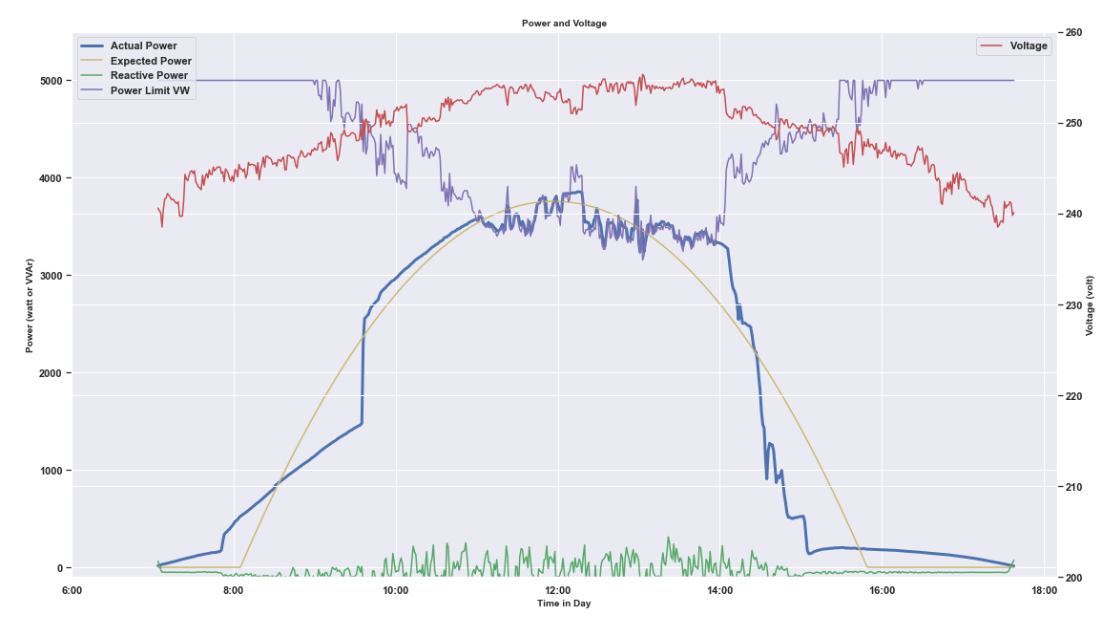 Power and Voltage
Actual Power
Expected Power
Reactive Power
Power Limit VW
Voltage
5000
4000
3000
2000
1000
0
Power (watt or VVAr)
260
250
240
230
220
210
200
Voltage (volt)
6:00
8:00
10:00
12:00
14:00
16:00
18:00
Time in Day